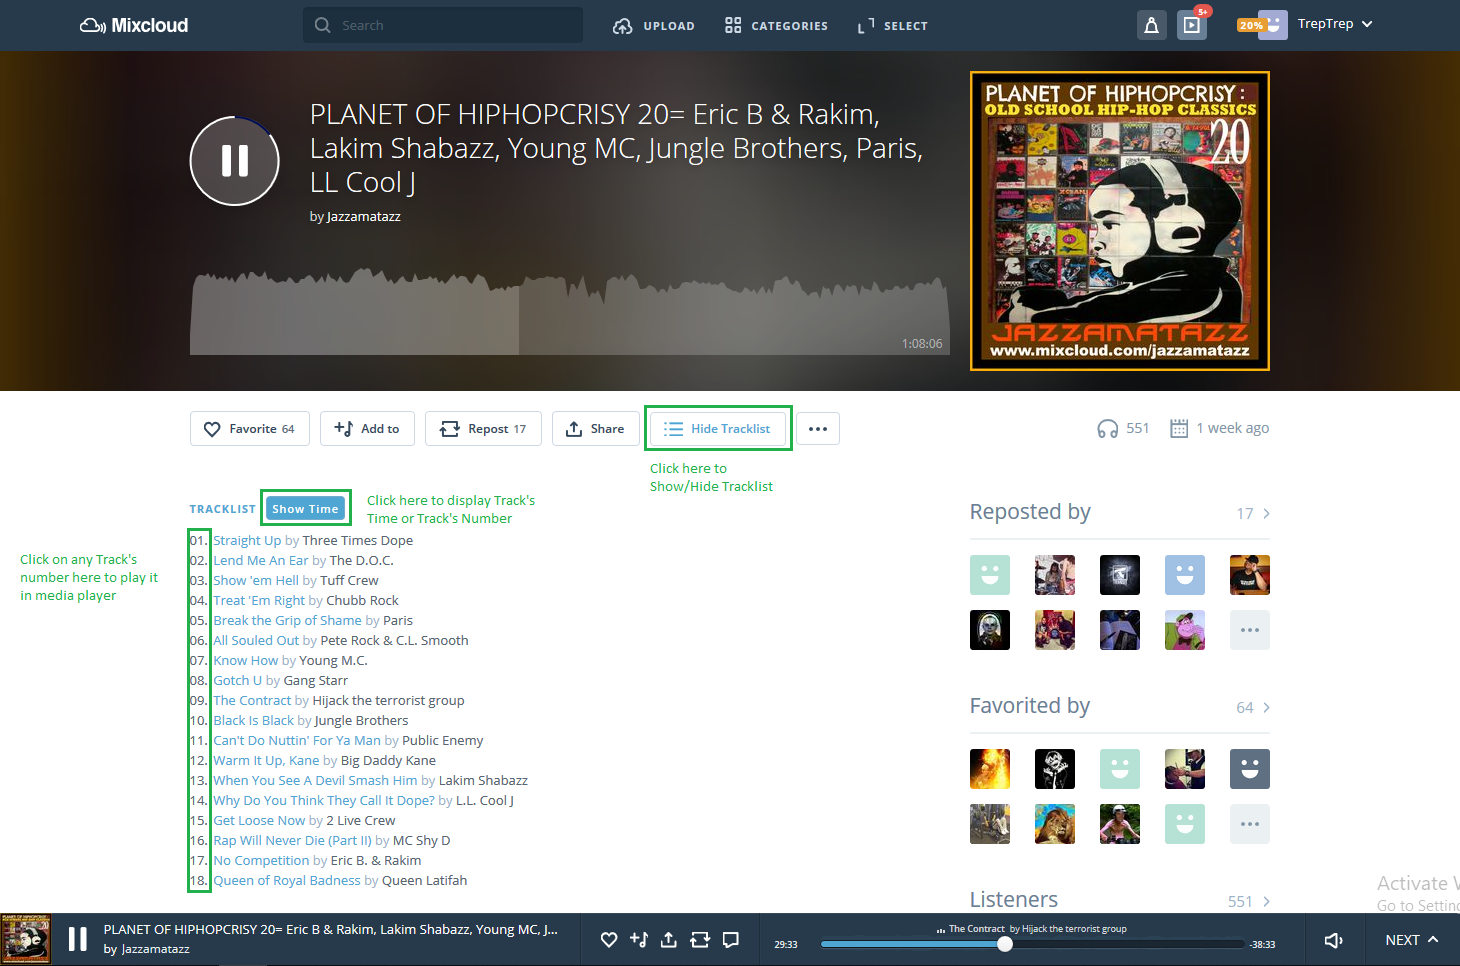 Mixcloud
Search
UPLOAD
CATEGORIES
SELECT
5+
20%
TrepTrep
PLANET OF HIPHOPCRISY 20= Eric B & Rakim,
Lakim Shabazz, Young MC, Jungle Brothers, Paris,
LL Cool J
by Jazzamatazz
1:08:06
PLANET OF HIPHOPCRISY:
OLD SCHOOL HIP-HOP CLASSICS
20
JAZZAMATAZZ
www.mixcloud.com/jazzamatazz
Favorite 64
Add to
Repost 17
Share
Hide Tracklist
551
1 week ago
Click here to
Show/Hide Tracklist
TRACKLIST
Show Time
Click here to display Track's
Time or Track's Number
Click on any Track's
number here to play it
in media player
01. Straight Up by Three Times Dope
02. Lend Me An Ear by The D.O.C.
03. Show 'em Hell by Tuff Crew
04. Treat 'Em Right by Chubb Rock
05. Break the Grip of Shame by Paris
06. All Souled Out by Pete Rock & C.L. Smooth
07. Know How by Young M.C.
08. Gotch U by Gang Starr
09. The Contract by Hijack the terrorist group
10. Black Is Black by Jungle Brothers
11. Can't Do Nuttin' For Ya Man by Public Enemy
12. Warm It Up, Kane by Big Daddy Kane
13. When You See A Devil Smash Him by Lakim Shabazz
14. Why Do You Think They Call It Dope? by L.L. Cool J
15. Get Loose Now by 2 Live Crew
16. Rap Will Never Die (Part II) by MC Shy D
17. No Competition by Eric B. & Rakim
18. Queen of Royal Badness by Queen Latifah
Reposted by
17
Favorited by
64
Listeners
551
Activate W
Go to Setting
PLANET OF HIPHOPCRISY 20= Eric B & Rakim, Lakim Shabazz, Young MC, J...
by Jazzamatazz
29:33
The Contract by Hijack the terrorist group
-38:33
NEXT